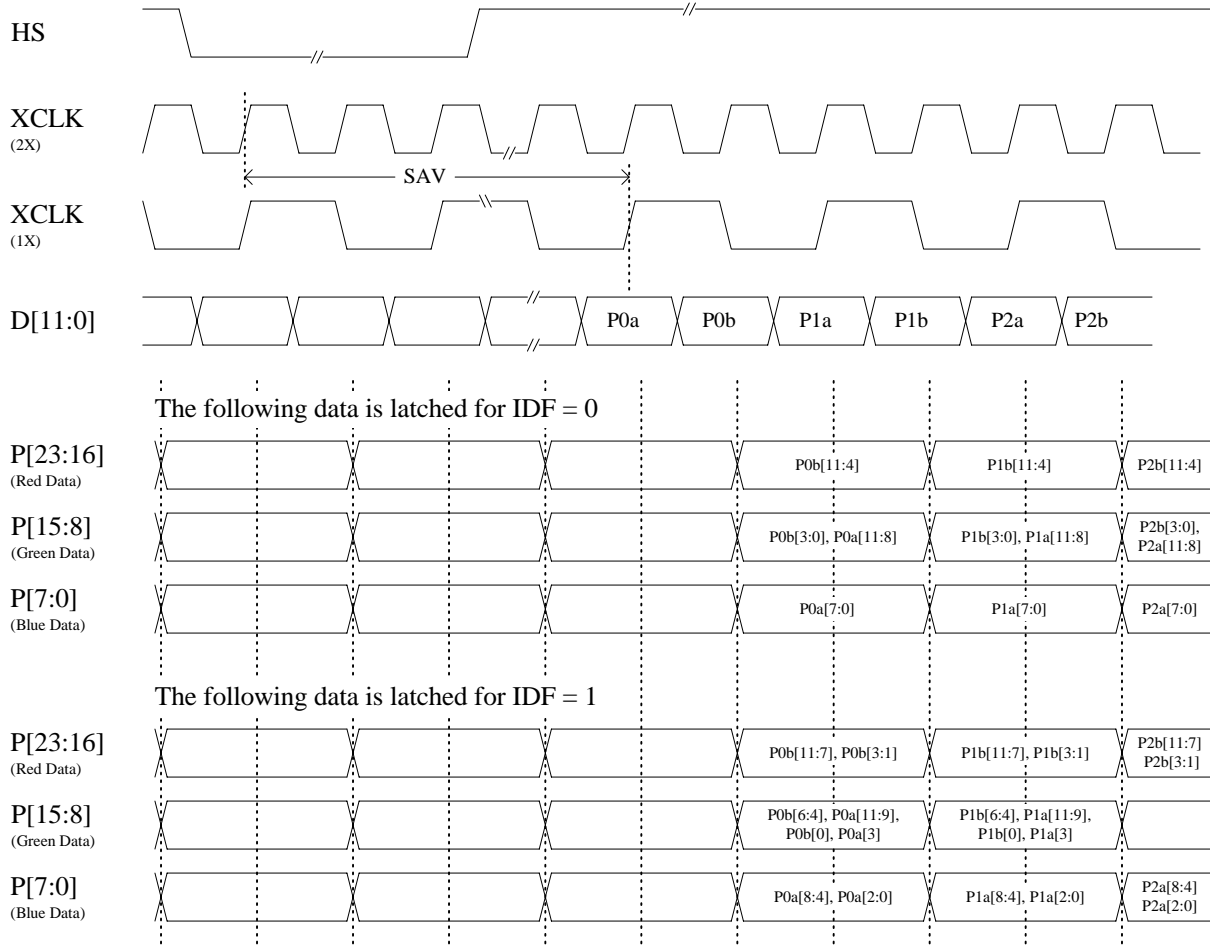 HS
XCLK
(2X)
SAV
XCLK
(1X)
D[11:0]
P0a
P0b
P1a
P1b
P2a
P2b
The following data is latched for IDF = 0
P[23:16]
(Red Data)
P0b[11:4]
P1b[11:4]
P2b[11:4]
P[15:8]
(Green Data)
P0b[3:0], P0a[11:8]
P1b[3:0], P1a[11:8]
P2b[3:0],
P2a[11:8]
P[7:0]
(Blue Data)
P0a[7:0]
P1a[7:0]
P2a[7:0]
The following data is latched for IDF = 1
P[23:16]
(Red Data)
P0b[11:7], P0b[3:1]
P1b[11:7], P1b[3:1]
P2b[11:7]
P2b[3:1]
P[15:8]
(Green Data)
P0b[6:4], P0a[11:9],
P0b[0], P0a[3]
P1b[6:4], P1a[11:9],
P1b[0], P1a[3]
P[7:0]
(Blue Data)
P0a[8:4], P0a[2:0]
P1a[8:4], P1a[2:0]
P2a[8:4]
P2a[2:0]